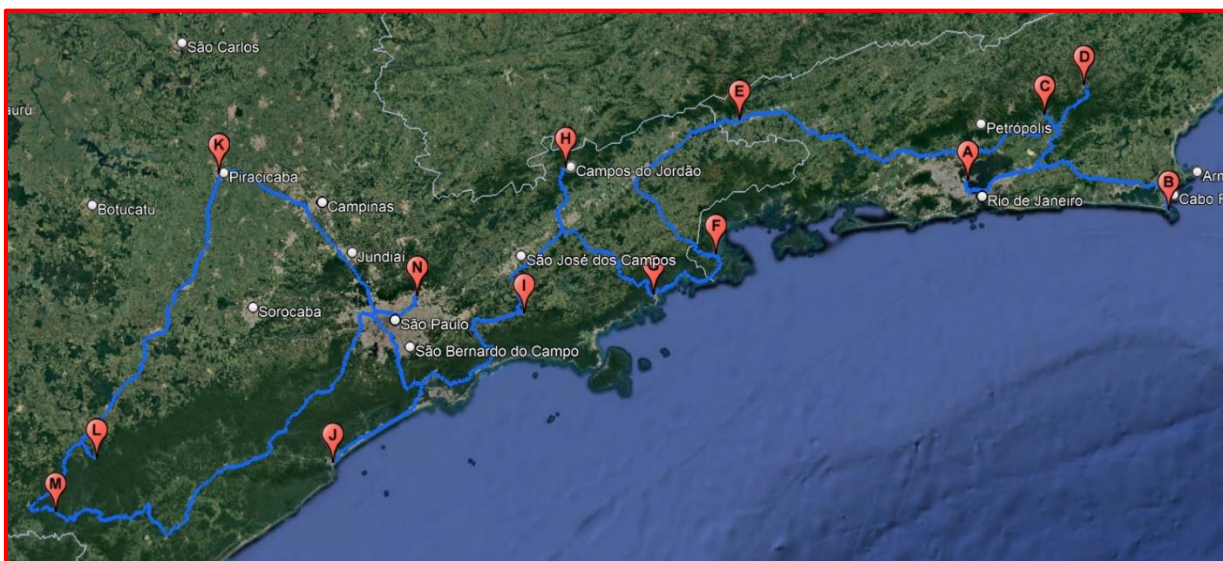 São Carlos
D
E
C
auru
Petrópolis
K
H
A
Piracicaba
Campos do Jordão
Arm
B
Campinas
Rio de Janeiro
Cabo F
Botucatu
F
Jundiaí
São José dos Campos
N
I
Sorocaba
São Paulo
São Bernardo do Campo
L
J
M